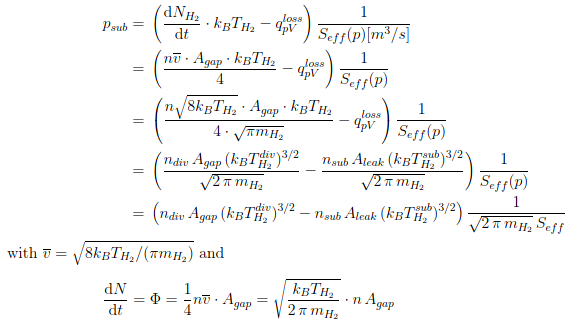 $p_{sub} = \left( \frac{\mathrm{d}N_{H_2}}{\mathrm{d}t} \cdot k_B T_{H_2} - q_{pV}^{loss} \right) \frac{1}{S_{eff}(p)[m^3/s]}$
$= \left( \frac{n\overline{v} \cdot A_{gap} \cdot k_B T_{H_2}}{4} - q_{pV}^{loss} \right) \frac{1}{S_{eff}(p)}$
$= \left( \frac{n\sqrt{8k_B T_{H_2}} \cdot A_{gap} \cdot k_B T_{H_2}}{4 \cdot \sqrt{\pi m_{H_2}}} - q_{pV}^{loss} \right) \frac{1}{S_{eff}(p)}$
$= \left( \frac{n_{div}\, A_{gap}\, (k_B T_{H_2}^{div})^{3/2}}{\sqrt{2\,\pi\, m_{H_2}}} - \frac{n_{sub}\, A_{leak}\, (k_B T_{H_2}^{sub})^{3/2}}{\sqrt{2\,\pi\, m_{H_2}}} \right) \frac{1}{S_{eff}(p)}$
$= \left( n_{div}\, A_{gap}\, (k_B T_{H_2}^{div})^{3/2} - n_{sub}\, A_{leak}\, (k_B T_{H_2}^{sub})^{3/2} \right) \frac{1}{\sqrt{2\,\pi\, m_{H_2}}\, S_{eff}}$
with $\overline{v} = \sqrt{8k_B T_{H_2}/(\pi m_{H_2})}$ and
$\frac{\mathrm{d}N}{\mathrm{d}t} = \Phi = \frac{1}{4} n\overline{v} \cdot A_{gap} = \sqrt{\frac{k_B T_{H_2}}{2\,\pi\, m_{H_2}}} \cdot n\, A_{gap}$